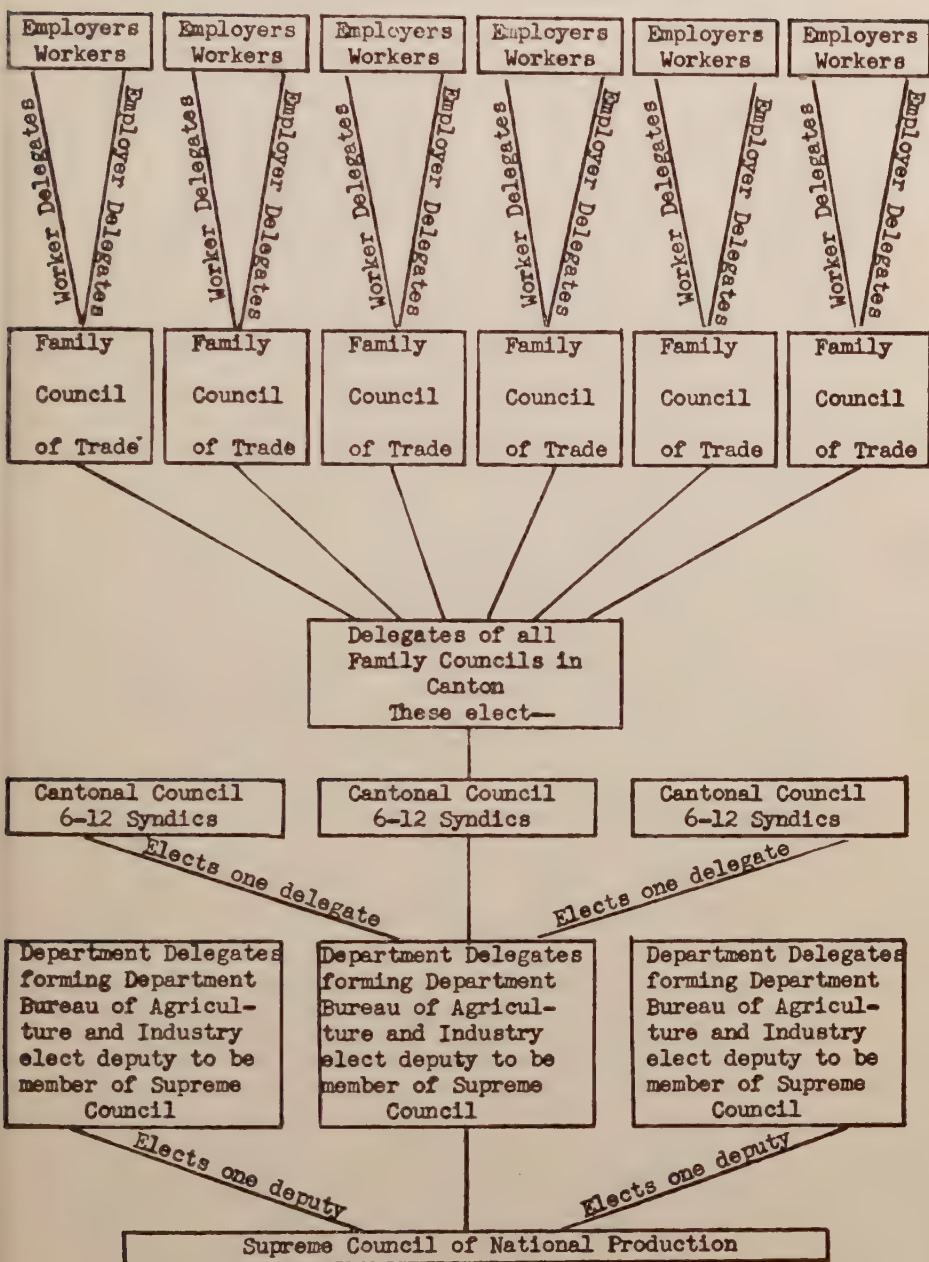 Employers
Workers
Employers
Workers
Employers
Workers
Employers
Workers
Employers
Workers
Employers
Workers
Worker Delegates
Employer Delegates
Worker Delegates
Employer Delegates
Worker Delegates
Employer Delegates
Worker Delegates
Employer Delegates
Worker Delegates
Employer Delegates
Worker Delegates
Employer Delegates
Family
Council
of Trade
Family
Council
of Trade
Family
Council
of Trade
Family
Council
of Trade
Family
Council
of Trade
Family
Council
of Trade
Delegates of all
Family Councils in
Canton
These elect—
Cantonal Council
6-12 Syndics
Cantonal Council
6-12 Syndics
Cantonal Council
6-12 Syndics
Elects one delegate
Elects one delegate
Department Delegates
forming Department
Bureau of Agricul-
ture and Industry
elect deputy to be
member of Supreme
Council
Department Delegates
forming Department
Bureau of Agricul-
ture and Industry
elect deputy to be
member of Supreme
Council
Department Delegates
forming Department
Bureau of Agricul-
ture and Industry
elect deputy to be
member of Supreme
Council
Elects one deputy
Elects one deputy
Supreme Council of National Production